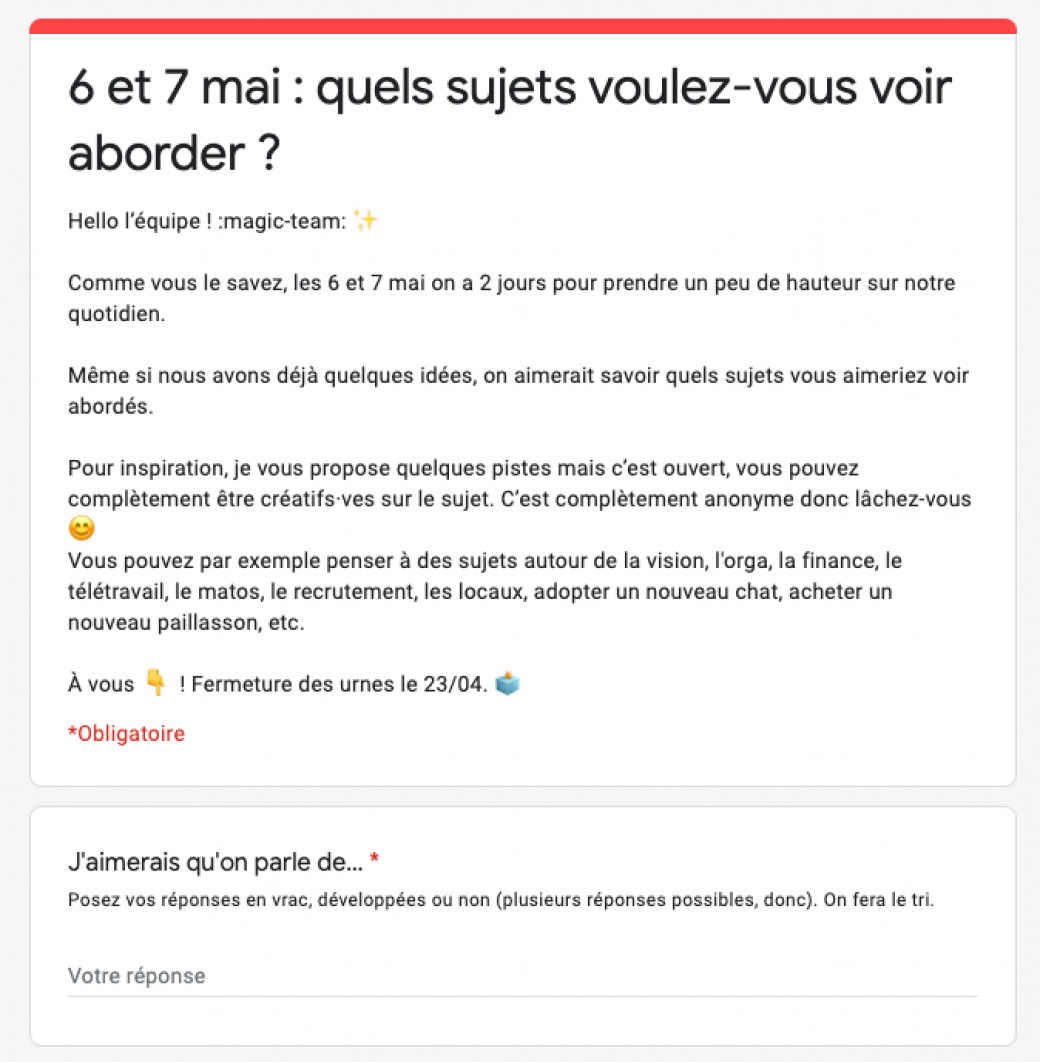 6 et 7 mai : quels sujets voulez-vous voir
aborder ?
Hello l’équipe ! :magic-team: ✨
Comme vous le savez, les 6 et 7 mai on a 2 jours pour prendre un peu de hauteur sur notre
quotidien.
Même si nous avons déjà quelques idées, on aimerait savoir quels sujets vous aimeriez voir
abordés.
Pour inspiration, je vous propose quelques pistes mais c’est ouvert, vous pouvez
complètement être créatifs·ves sur le sujet. C’est complètement anonyme donc lâchez-vous
😊
Vous pouvez par exemple penser à des sujets autour de la vision, l'orga, la finance, le
télétravail, le matos, le recrutement, les locaux, adopter un nouveau chat, acheter un
nouveau paillasson, etc.
À vous 👇 ! Fermeture des urnes le 23/04. 🗳️
*Obligatoire
J'aimerais qu'on parle de... *
Posez vos réponses en vrac, développées ou non (plusieurs réponses possibles, donc). On fera le tri.
Votre réponse